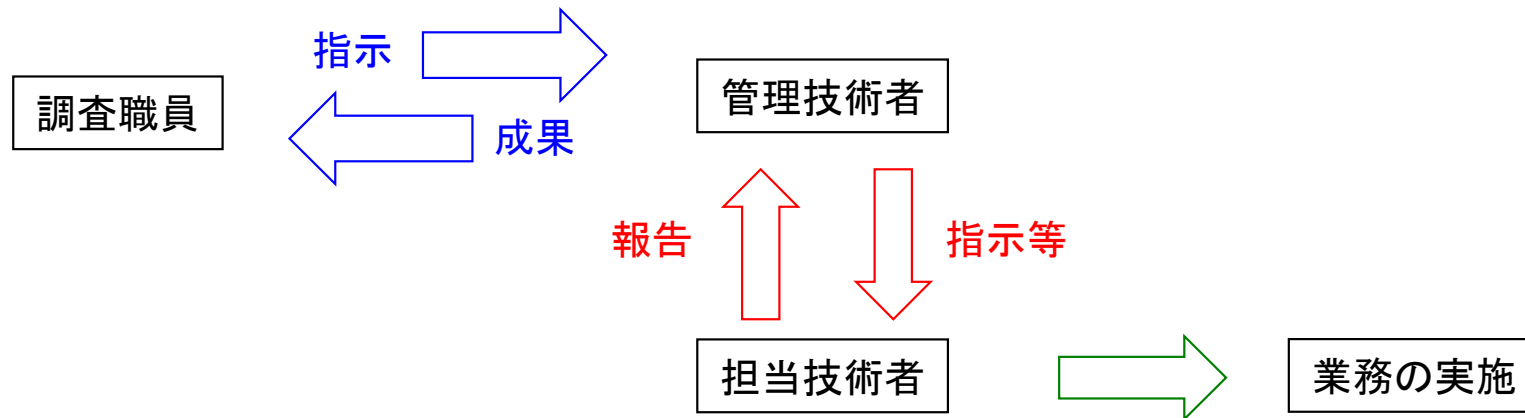 指示
調査職員
管理技術者
成果
報告
指示等
担当技術者
業務の実施